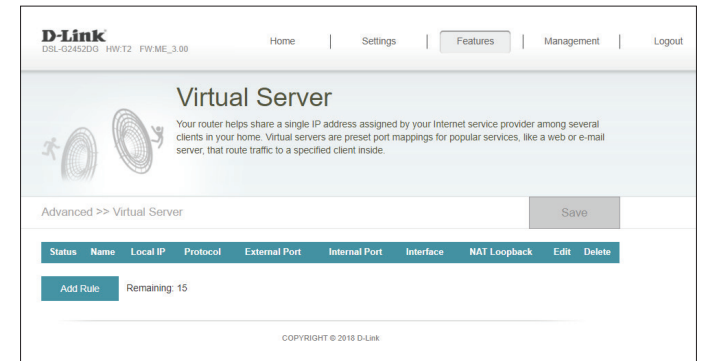 D-Link
DSL-G2452DG HW:T2 FW:ME_3.00
Home | Settings | Features | Management | Logout
Virtual Server
Your router helps share a single IP address assigned by your Internet service provider among several
clients in your home. Virtual servers are preset port mappings for popular services, like a web or e-mail
server, that route traffic to a specified client inside.
Advanced >> Virtual Server
Save
Status Name Local IP Protocol External Port Internal Port Interface NAT Loopback Edit Delete
Add Rule Remaining: 15
COPYRIGHT © 2018 D-Link